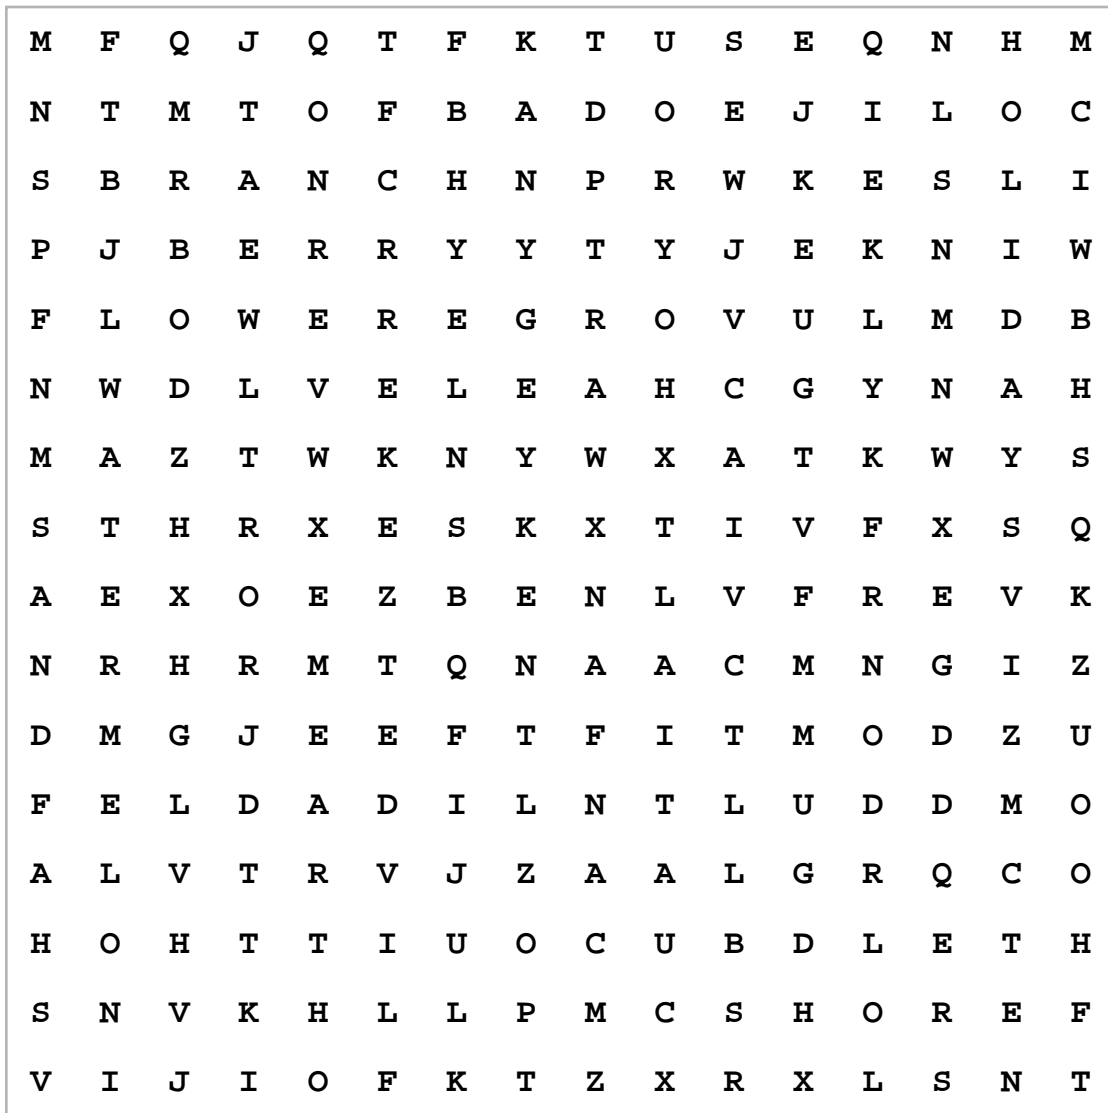 M F Q J Q T F K T U S E Q N H M
N T M T O F B A D O E J I L O C
S B R A N C H N P R W K E S L I
P J B E R R Y Y T Y J E K N I W
F L O W E R E G R O V U L M D B
N W D L V E L E A H C G Y N A H
M A Z T W K N Y W X A T K W Y S
S T H R X E S K X T I V F X S Q
A E X O E Z B E N L V F R E V K
N R H R M T Q N A A C M N G I Z
D M G J E E F T F I T M O D Z U
F E L D A D I L N T L U D D M O
A L V T R V J Z A A L G R Q C O
H O H T T I U O C U B D L E T H
S N V K H L L P M C S H O R E F
V I J I O F K T Z X R X L S N T